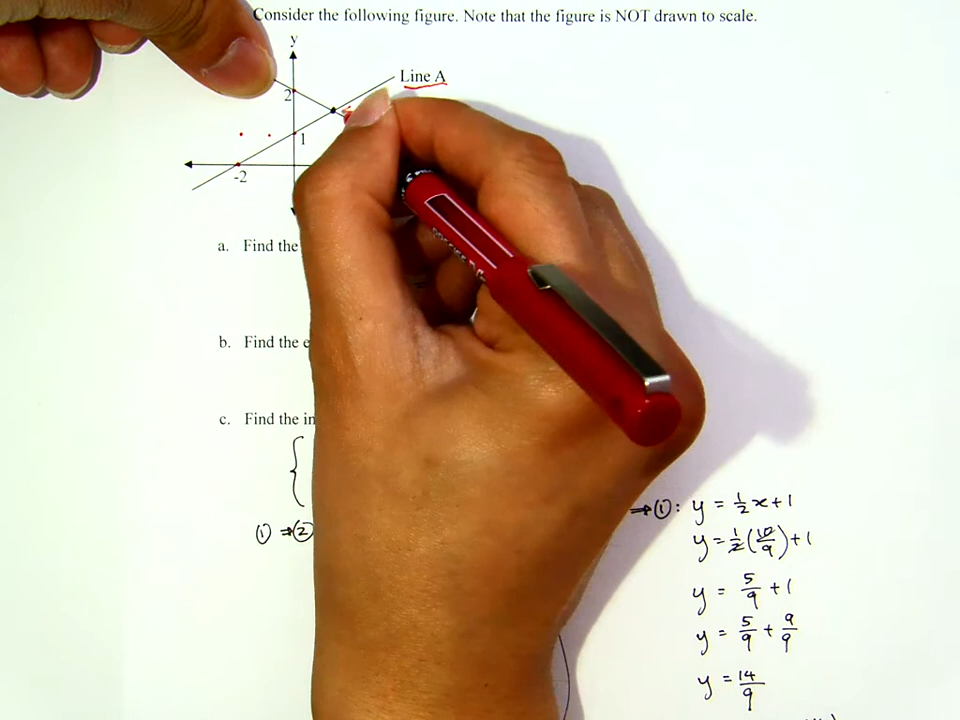 Consider the following figure. Note that the figure is NOT drawn to scale.
y
Line A
2
1
-2
a. Find the
b. Find the
c. Find the
{
① ⇒ ②
⇒ ①: y = 1/2 x + 1
y = 1/2 (10/9) + 1
y = 5/9 + 1
y = 5/9 + 9/9
y = 14/9